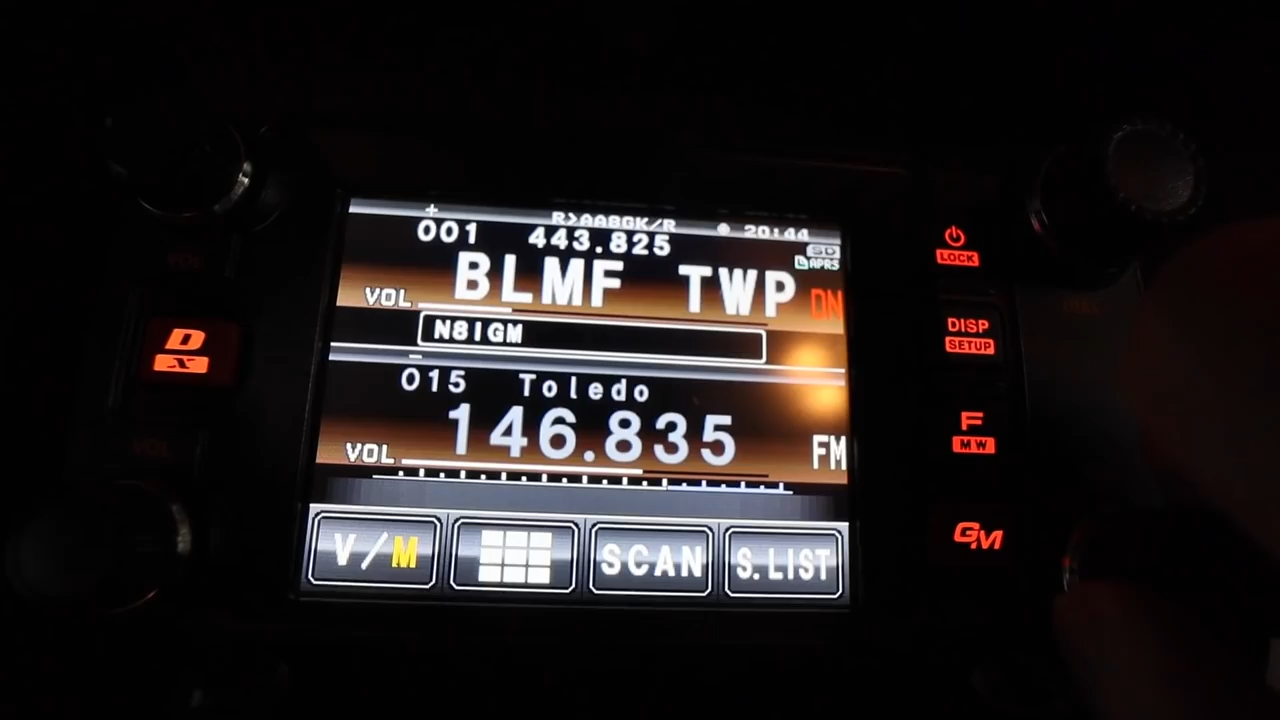 R>AA8GK/R 20:44
001 443.825 SD
APRS
BLMF TWP DN
VOL
N8IGM
015 Toledo
146.835 FM
VOL
V/M SCAN S.LIST
D
X
LOCK
DISP
SETUP
F
MW
GM